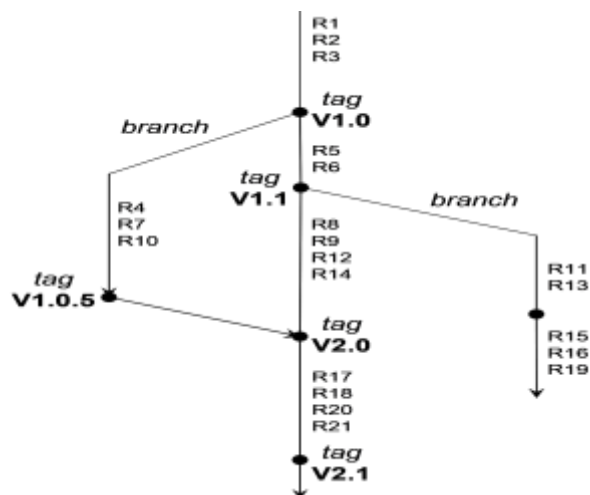 R1
R2
R3
tag
V1.0
branch
R5
R6
tag
V1.1
branch
R4
R7
R10
R8
R9
R12
R14
tag
V1.0.5
R11
R13
tag
V2.0
R15
R16
R19
R17
R18
R20
R21
tag
V2.1